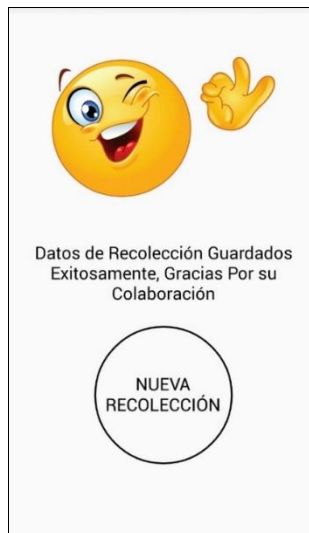 Datos de Recolección Guardados
Exitosamente, Gracias Por su
Colaboración
NUEVA
RECOLECCIÓN